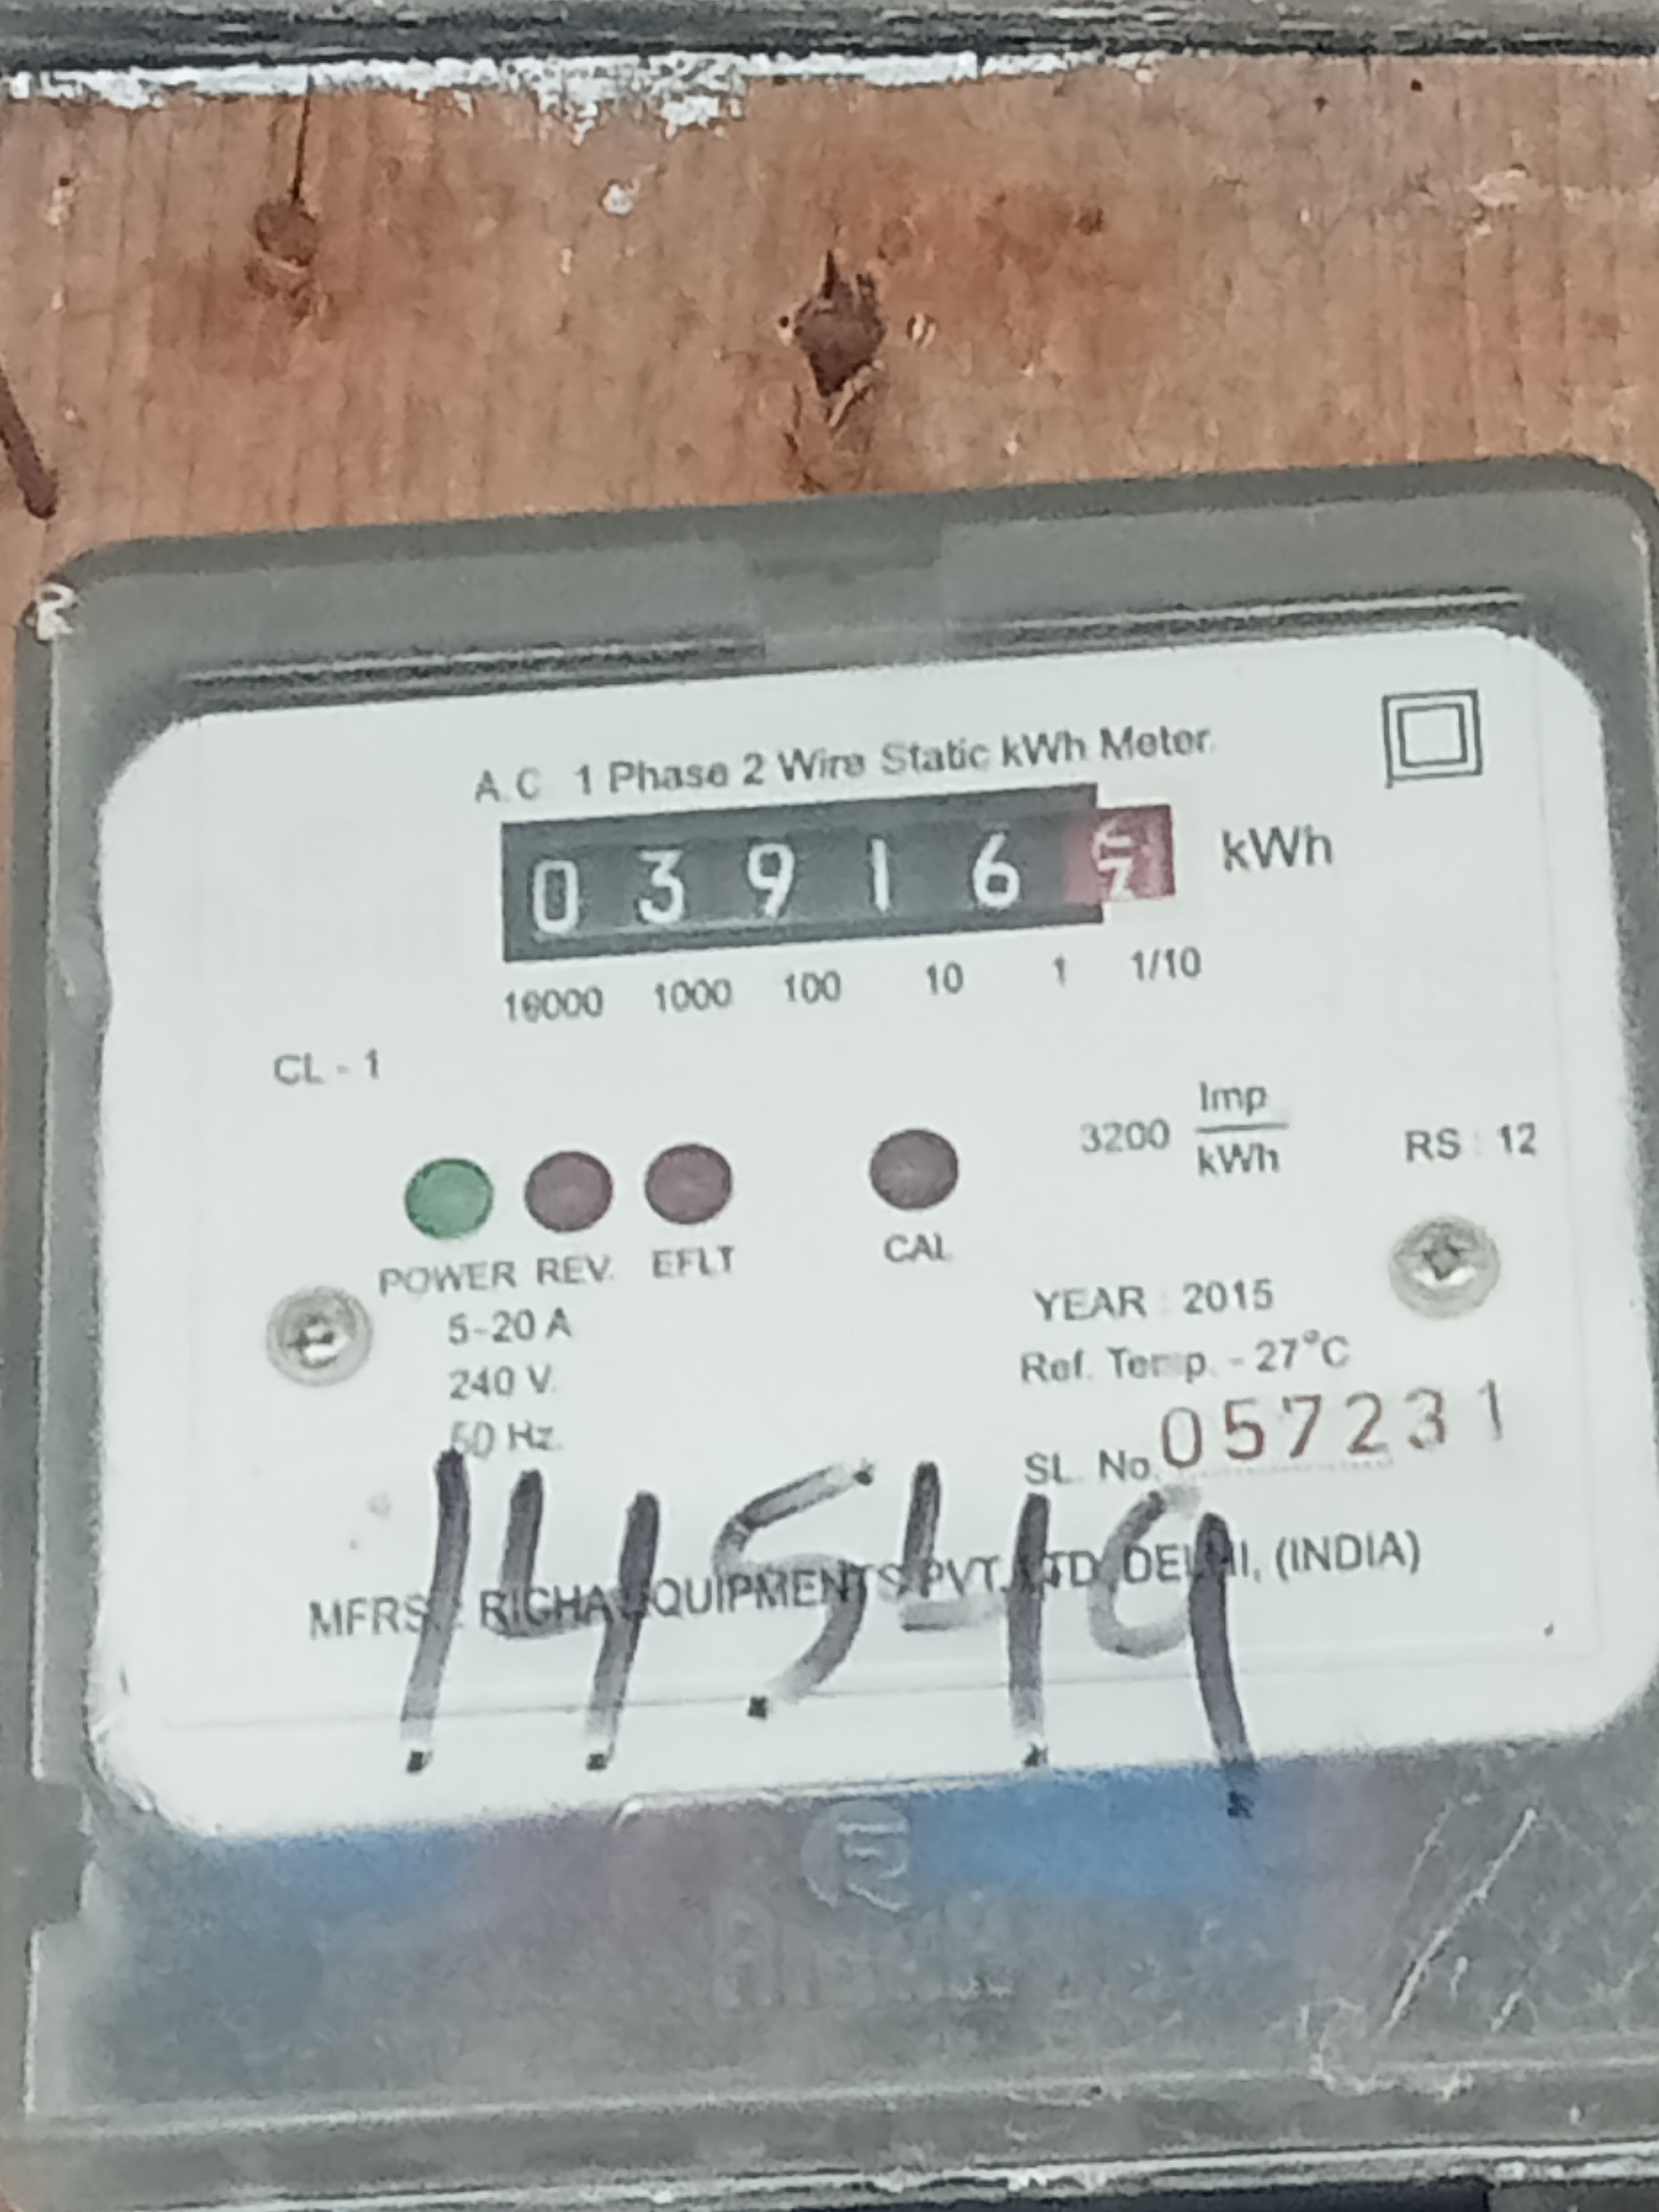 A.C. 1 Phase 2 Wire Static kWh Meter
0 3 9 1 6 kWh
10000 1000 100 10 1 1/10
CL - 1
3200 Imp/kWh RS : 12
POWER REV. EFLT CAL
5-20 A
240 V.
50 Hz.
YEAR : 2015
Ref. Temp. - 27°C
SL. No. 057231
MFRS. : RICHA EQUIPMENTS PVT. LTD. DELHI, (INDIA)
14549